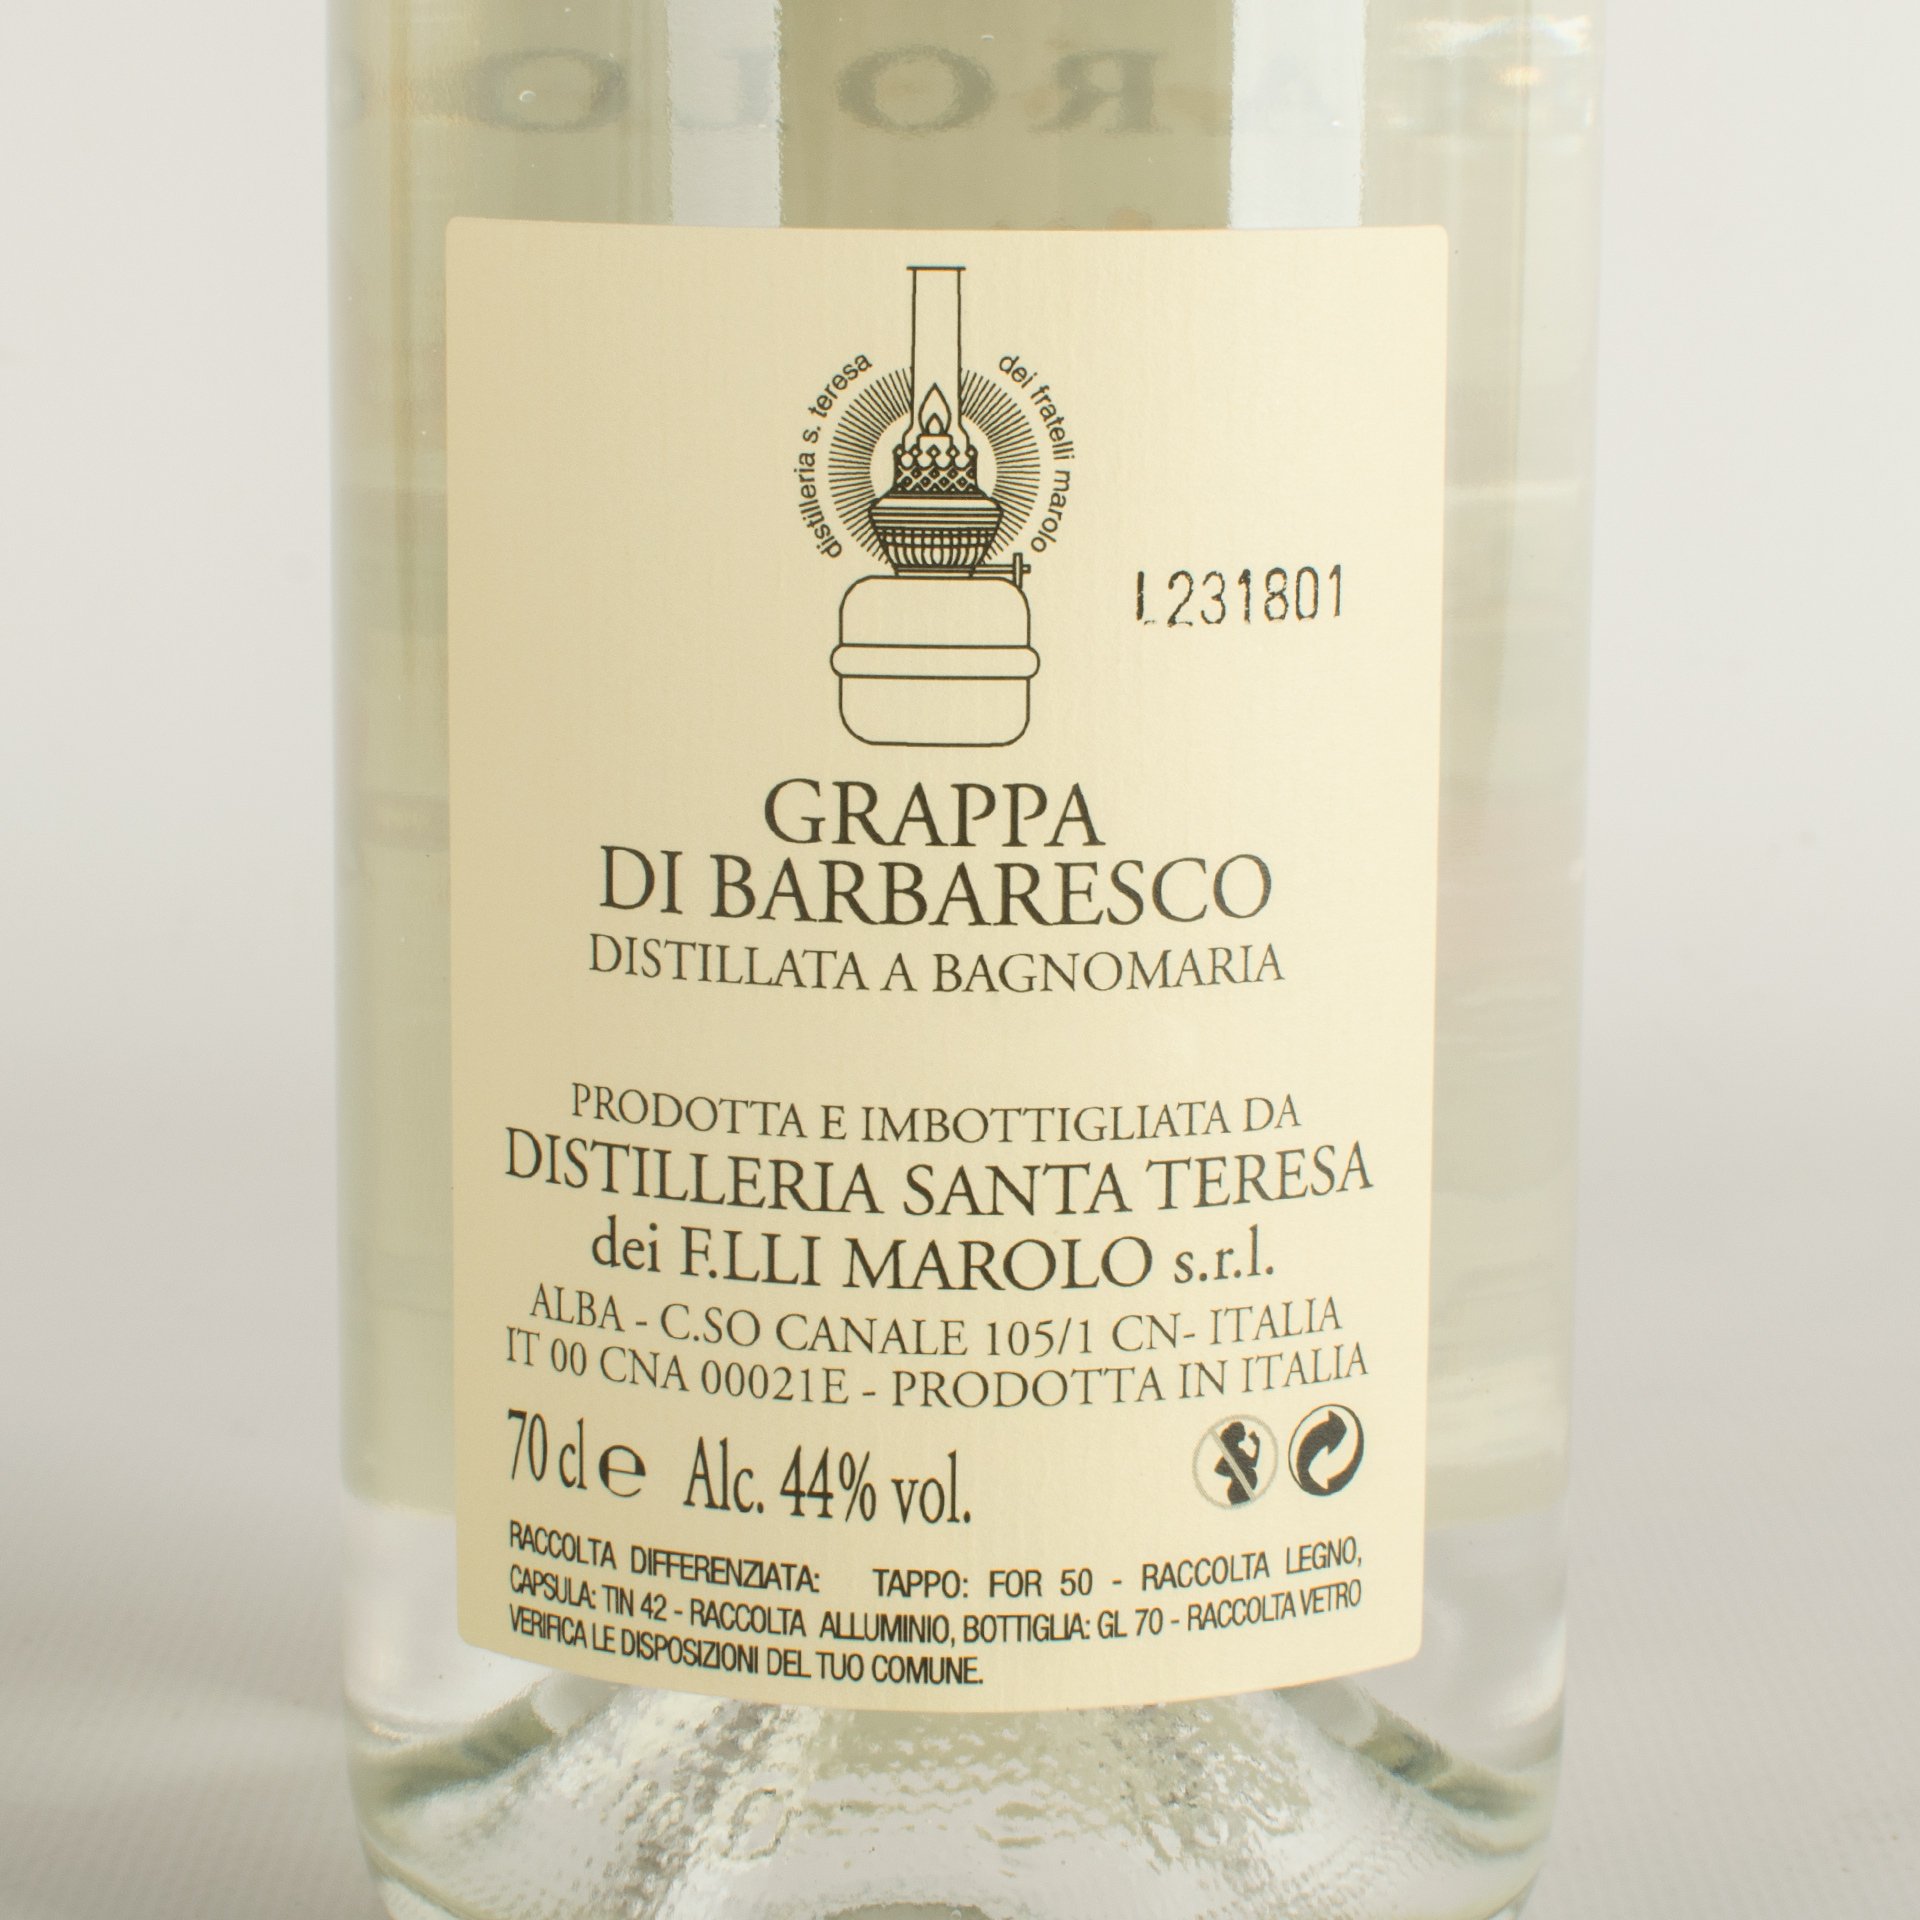 MAROLO
distilleria s. teresa
dei fratelli marolo
L231801
GRAPPA
DI BARBARESCO
DISTILLATA A BAGNOMARIA
PRODOTTA E IMBOTTIGLIATA DA
DISTILLERIA SANTA TERESA
dei F.LLI MAROLO s.r.l.
ALBA - C.SO CANALE 105/1 CN- ITALIA
IT 00 CNA 00021E - PRODOTTA IN ITALIA
70 cl e Alc. 44% vol.
RACCOLTA DIFFERENZIATA: TAPPO: FOR 50 - RACCOLTA LEGNO,
CAPSULA: TIN 42 - RACCOLTA ALLUMINIO, BOTTIGLIA: GL 70 - RACCOLTA VETRO
VERIFICA LE DISPOSIZIONI DEL TUO COMUNE.